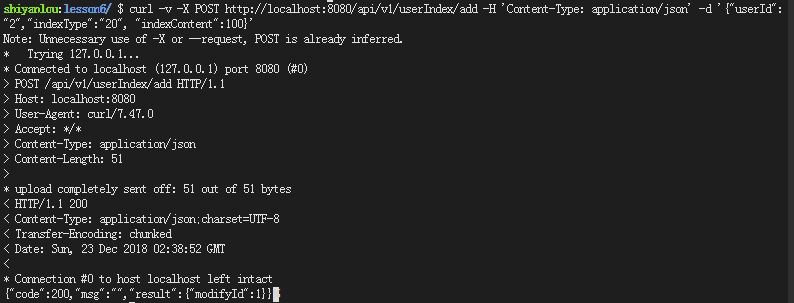 shiyanlou:lesson6/ $ curl -v -X POST http://localhost:8080/api/v1/userIndex/add -H 'Content-Type: application/json' -d '{"userId":
"2","indexType":"20", "indexContent":100}'
Note: Unnecessary use of -X or --request, POST is already inferred.
*   Trying 127.0.0.1...
* Connected to localhost (127.0.0.1) port 8080 (#0)
> POST /api/v1/userIndex/add HTTP/1.1
> Host: localhost:8080
> User-Agent: curl/7.47.0
> Accept: */*
> Content-Type: application/json
> Content-Length: 51
>
* upload completely sent off: 51 out of 51 bytes
< HTTP/1.1 200
< Content-Type: application/json;charset=UTF-8
< Transfer-Encoding: chunked
< Date: Sun, 23 Dec 2018 02:38:52 GMT
<
* Connection #0 to host localhost left intact
{"code":200,"msg":"","result":{"modifyId":1}}